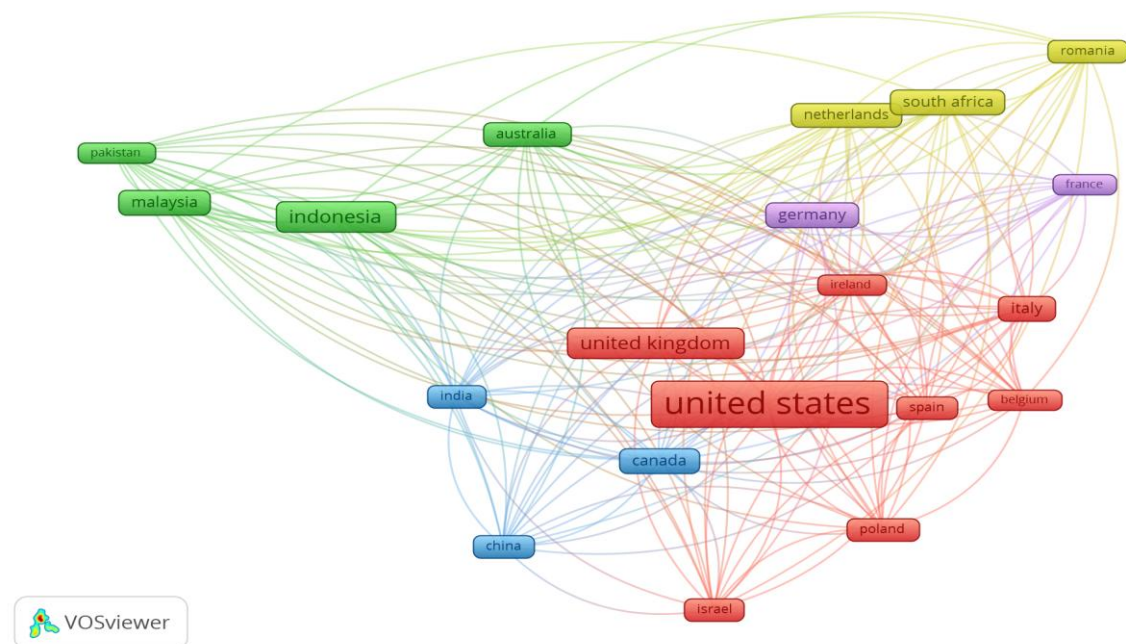 romania
south africa
netherlands
australia
pakistan
france
malaysia
indonesia
germany
ireland
italy
united kingdom
india
united states
spain
belgium
canada
poland
china
israel
VOSviewer